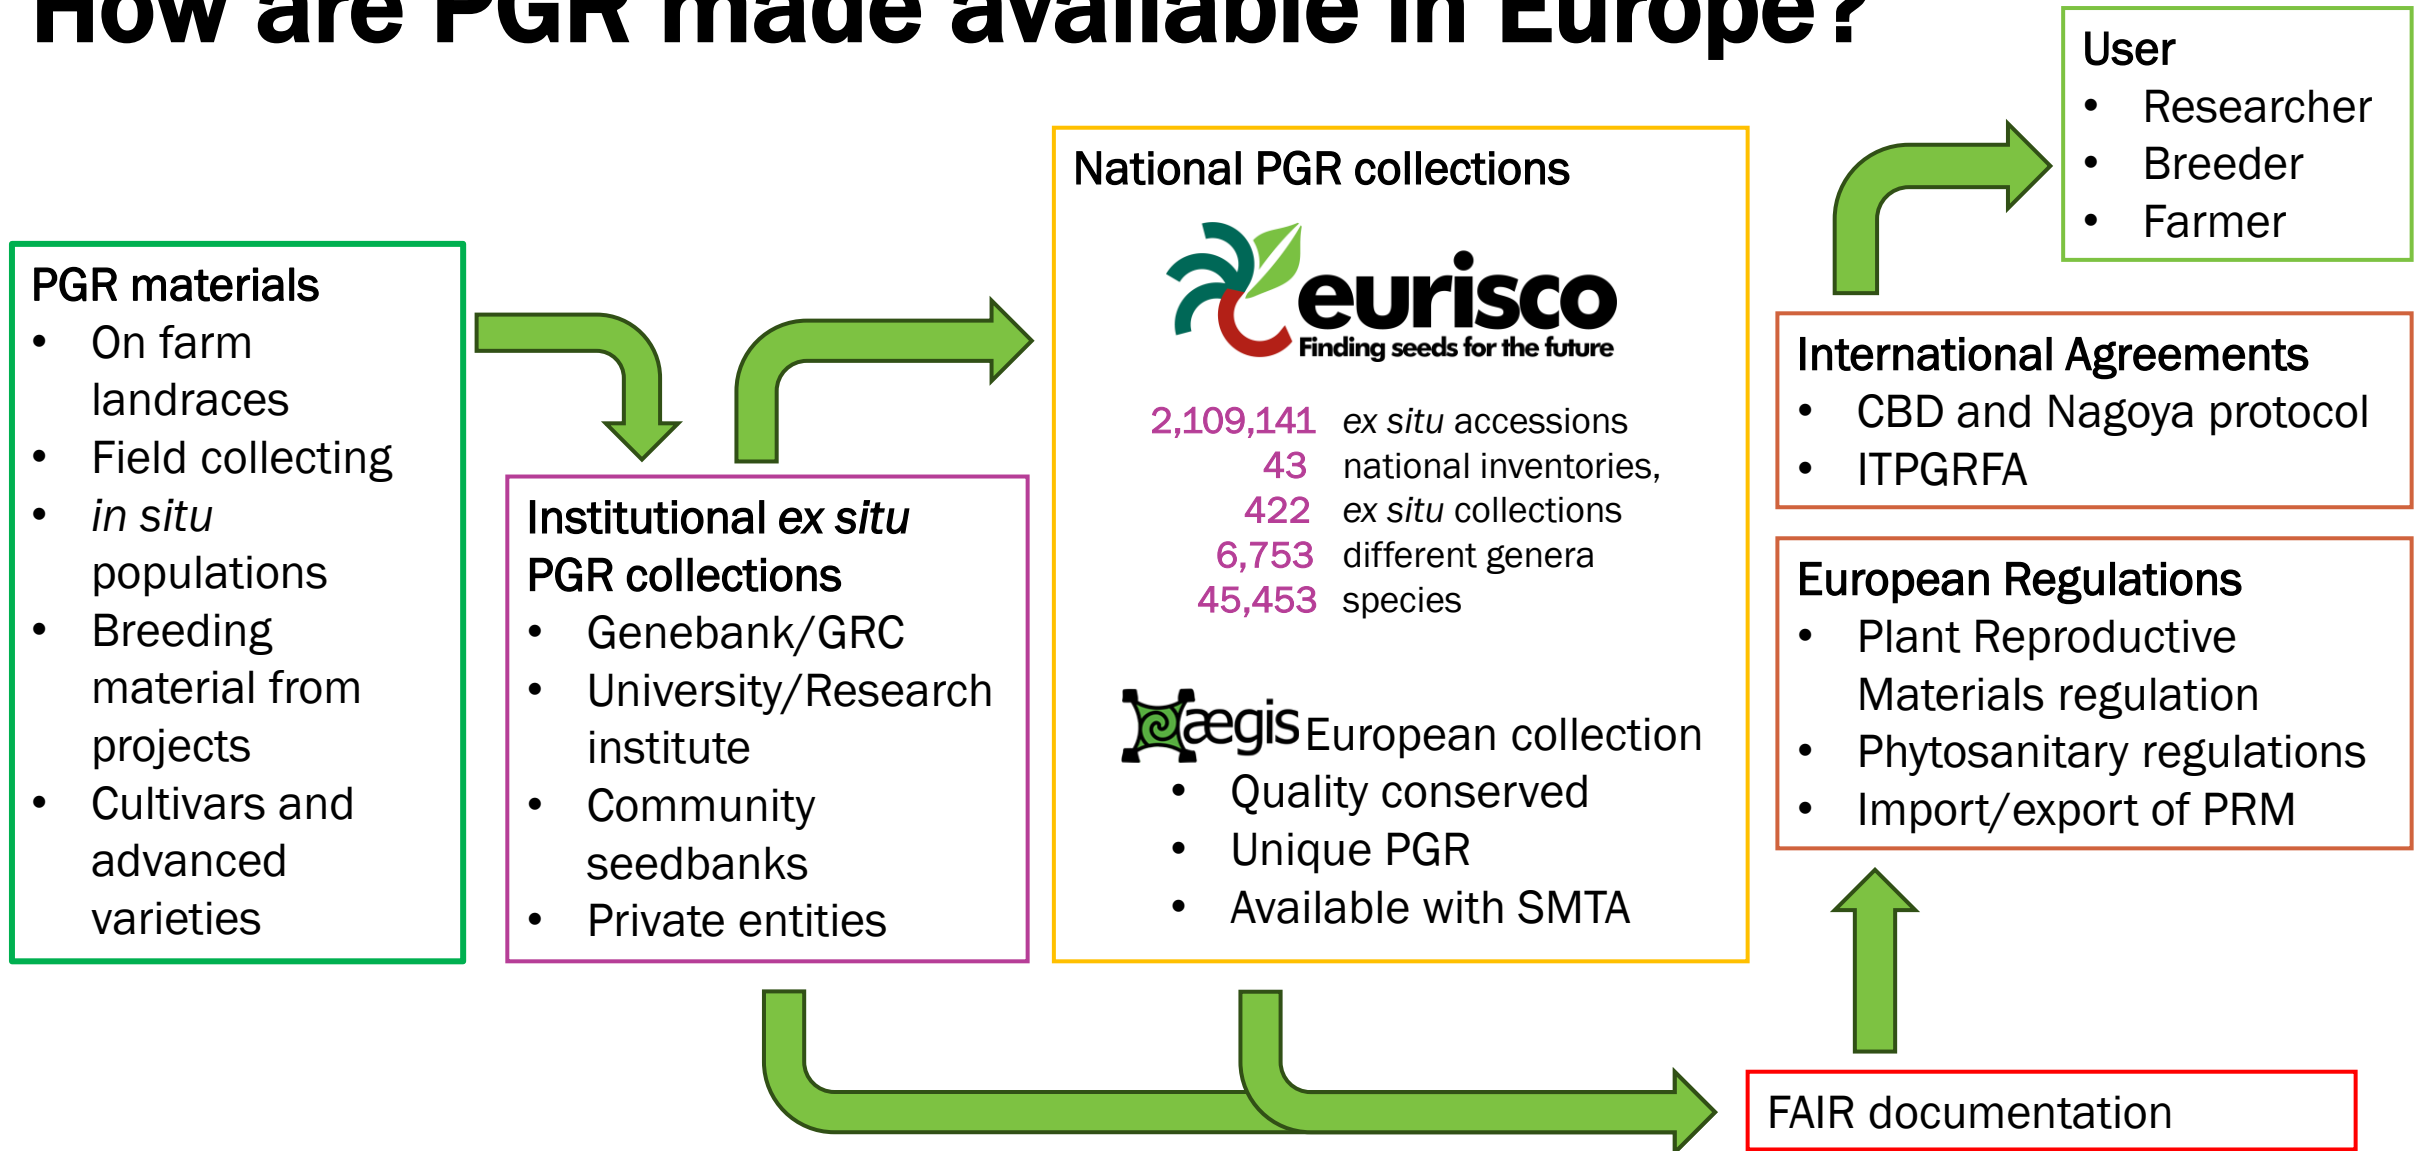 How are PGR made available in Europe?
PGR materials
• On farm
landraces
• Field collecting
• in situ
populations
• Breeding
material from
projects
• Cultivars and
advanced
varieties
Institutional ex situ
PGR collections
• Genebank/GRC
• University/Research
institute
• Community
seedbanks
• Private entities
National PGR collections
eurisco
Finding seeds for the future
2,109,141 ex situ accessions
43 national inventories,
422 ex situ collections
6,753 different genera
45,453 species
ægis European collection
• Quality conserved
• Unique PGR
• Available with SMTA
User
• Researcher
• Breeder
• Farmer
International Agreements
• CBD and Nagoya protocol
• ITPGRFA
European Regulations
• Plant Reproductive
Materials regulation
• Phytosanitary regulations
• Import/export of PRM
FAIR documentation